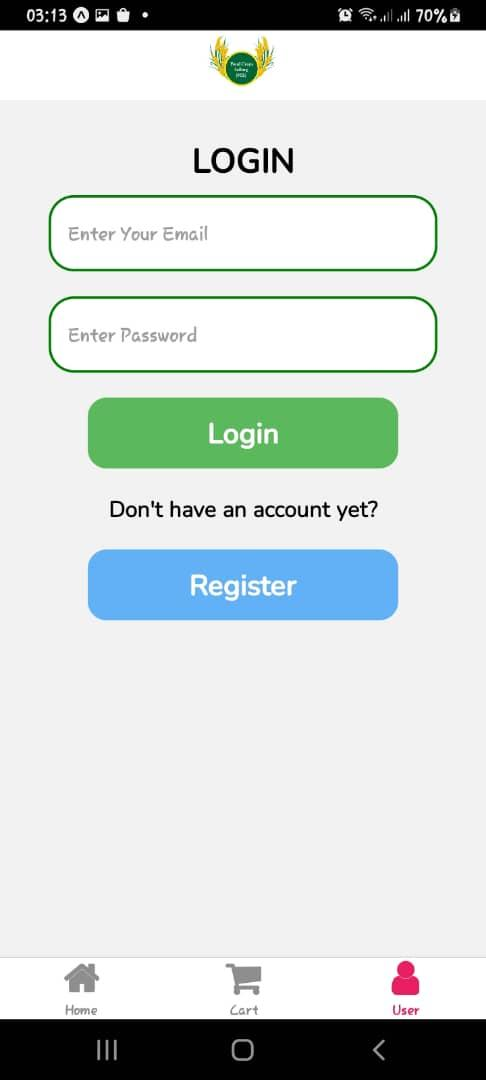 03:13 70%
LOGIN
Enter Your Email
Enter Password
Login
Don't have an account yet?
Register
Home Cart User